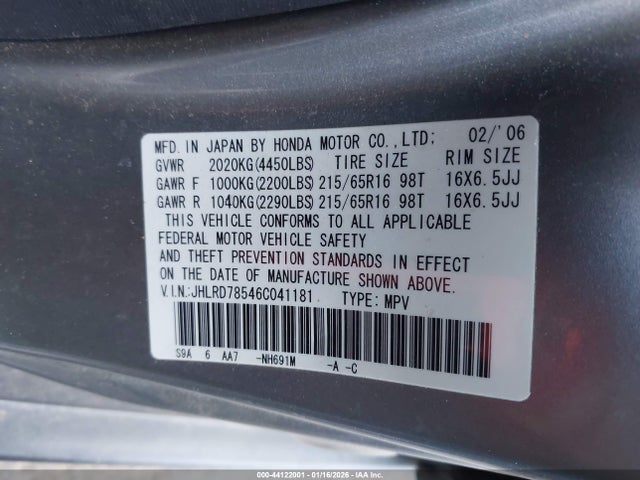 MFD. IN JAPAN BY HONDA MOTOR CO.,LTD: 02/'06
GVWR 2020KG(4450LBS) TIRE SIZE RIM SIZE
GAWR F 1000KG(2200LBS) 215/65R16 98T 16X6.5JJ
GAWR R 1040KG(2290LBS) 215/65R16 98T 16X6.5JJ
THIS VEHICLE CONFORMS TO ALL APPLICABLE
FEDERAL MOTOR VEHICLE SAFETY
AND THEFT PREVENTION STANDARDS IN EFFECT
ON THE DATE OF MANUFACTURE SHOWN ABOVE.
V.I.N.:JHLRD78546C041181 TYPE: MPV
S9A 6 AA7 -NH691M -A -C
000-44122001 - 01/16/2026 - IAA Inc.